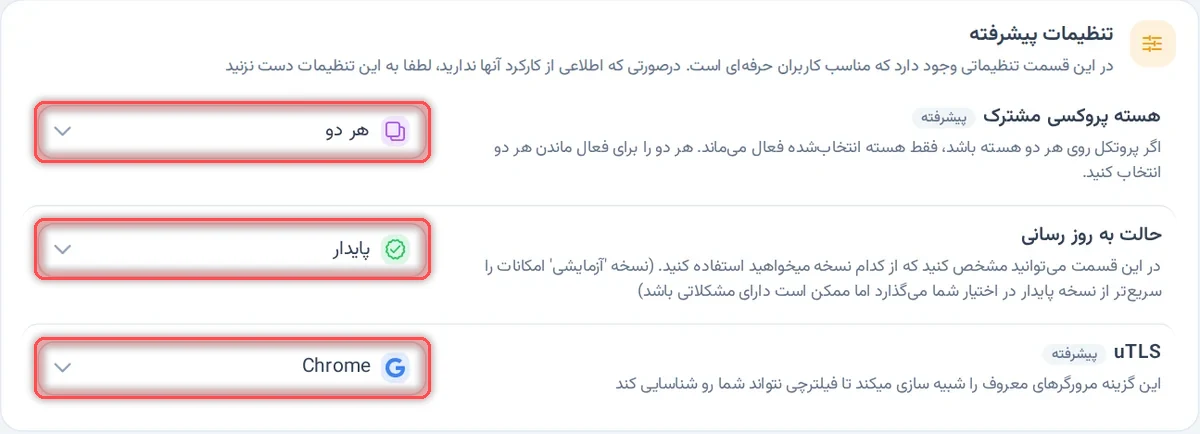 تنظیمات پیشرفته
در این قسمت تنظیماتی وجود دارد که مناسب کاربران حرفه‌ای است. درصورتی که اطلاعی از کارکرد آنها ندارید، لطفا به این تنظیمات دست نزنید
هسته پروکسی مشترک پیشرفته
هر دو
اگر پروتکل روی هر دو هسته باشد، فقط هسته انتخاب‌شده فعال می‌ماند. هر دو را برای فعال ماندن هر دو
انتخاب کنید.
حالت به روز رسانی
پایدار
در این قسمت می‌توانید مشخص کنید که از کدام نسخه میخواهید استفاده کنید. (نسخه 'آزمایشی' امکانات را
سریع‌تر از نسخه پایدار در اختیار شما می‌گذارد اما ممکن است دارای مشکلاتی باشد)
uTLS پیشرفته
Chrome
این گزینه مرورگرهای معروف را شبیه سازی میکند تا فیلترچی نتواند شما رو شناسایی کند